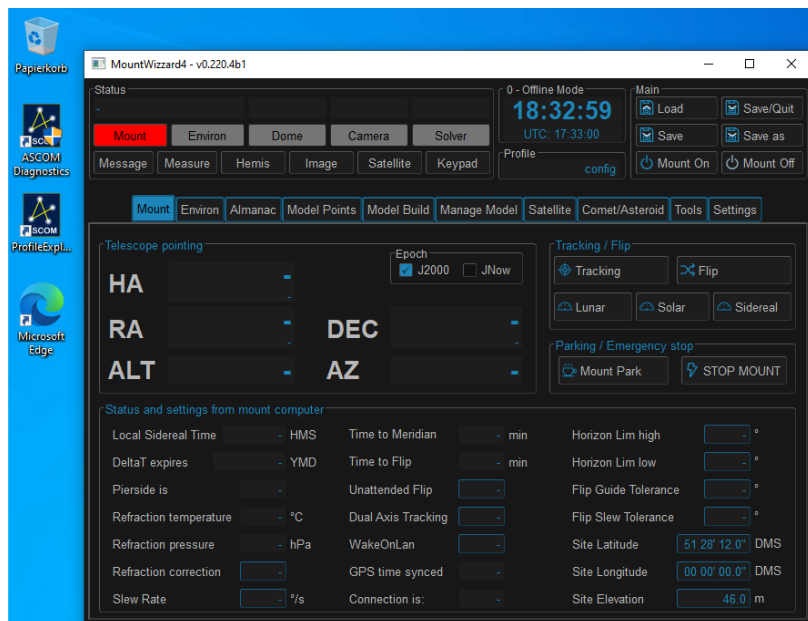 Papierkorb
ASCOM
ASCOM
Diagnostics
ASCOM
ProfileExpl...
Microsoft
Edge
MountWizzard4 - v0.220.4b1
Status
-
Mount Environ Dome Camera Solver
Message Measure Hemis Image Satellite Keypad
0 - Offline Mode
18:32:59
UTC: 17:33:00
Profile
config
Main
Load Save/Quit
Save Save as
Mount On Mount Off
Mount Environ Almanac Model Points Model Build Manage Model Satellite Comet/Asteroid Tools Settings
Telescope pointing
Epoch
J2000 JNow
HA -
-
RA - DEC -
- -
ALT - AZ -
Tracking / Flip
Tracking Flip
Lunar Solar Sidereal
Parking / Emergency stop
Mount Park STOP MOUNT
Status and settings from mount computer
Local Sidereal Time - HMS Time to Meridian - min Horizon Lim high - °
DeltaT expires - YMD Time to Flip - min Horizon Lim low - °
Pierside is - Unattended Flip - Flip Guide Tolerance - °
Refraction temperature - °C Dual Axis Tracking - Flip Slew Tolerance - °
Refraction pressure - hPa WakeOnLan - Site Latitude 51 28' 12.0" DMS
Refraction correction - GPS time synced - Site Longitude 00 00' 00.0" DMS
Slew Rate - °/s Connection is: - Site Elevation 46.0 m